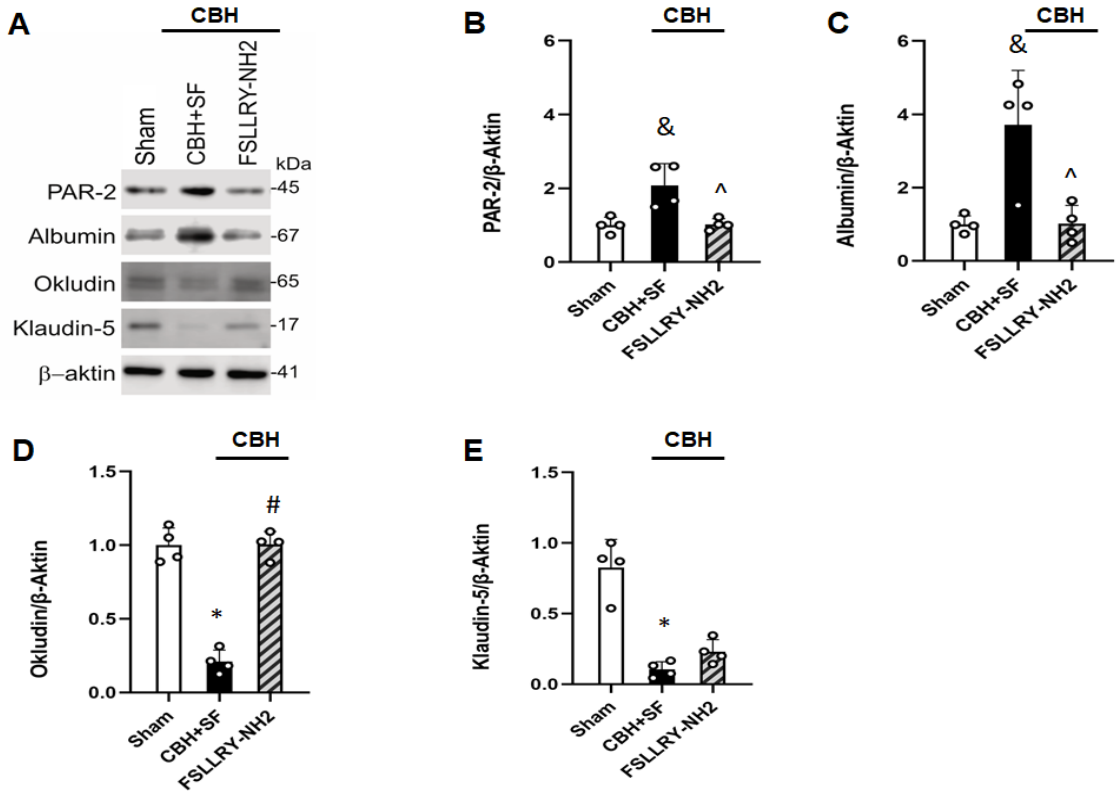 A
CBH
Sham
CBH+SF
FSLLRY-NH2
kDa
PAR-2 -45
Albumin -67
Okludin -65
Klaudin-5 -17
β–aktin -41
B
CBH
PAR-2/β-Aktin
6
4
2
0
&
^
Sham
CBH+SF
FSLLRY-NH2
C
CBH
Albumin/β-Aktin
6
4
2
0
&
^
Sham
CBH+SF
FSLLRY-NH2
D
CBH
Okludin/β-Aktin
1.5
1.0
0.5
0.0
*
#
Sham
CBH+SF
FSLLRY-NH2
E
CBH
Klaudin-5/β-Aktin
1.5
1.0
0.5
0.0
*
Sham
CBH+SF
FSLLRY-NH2